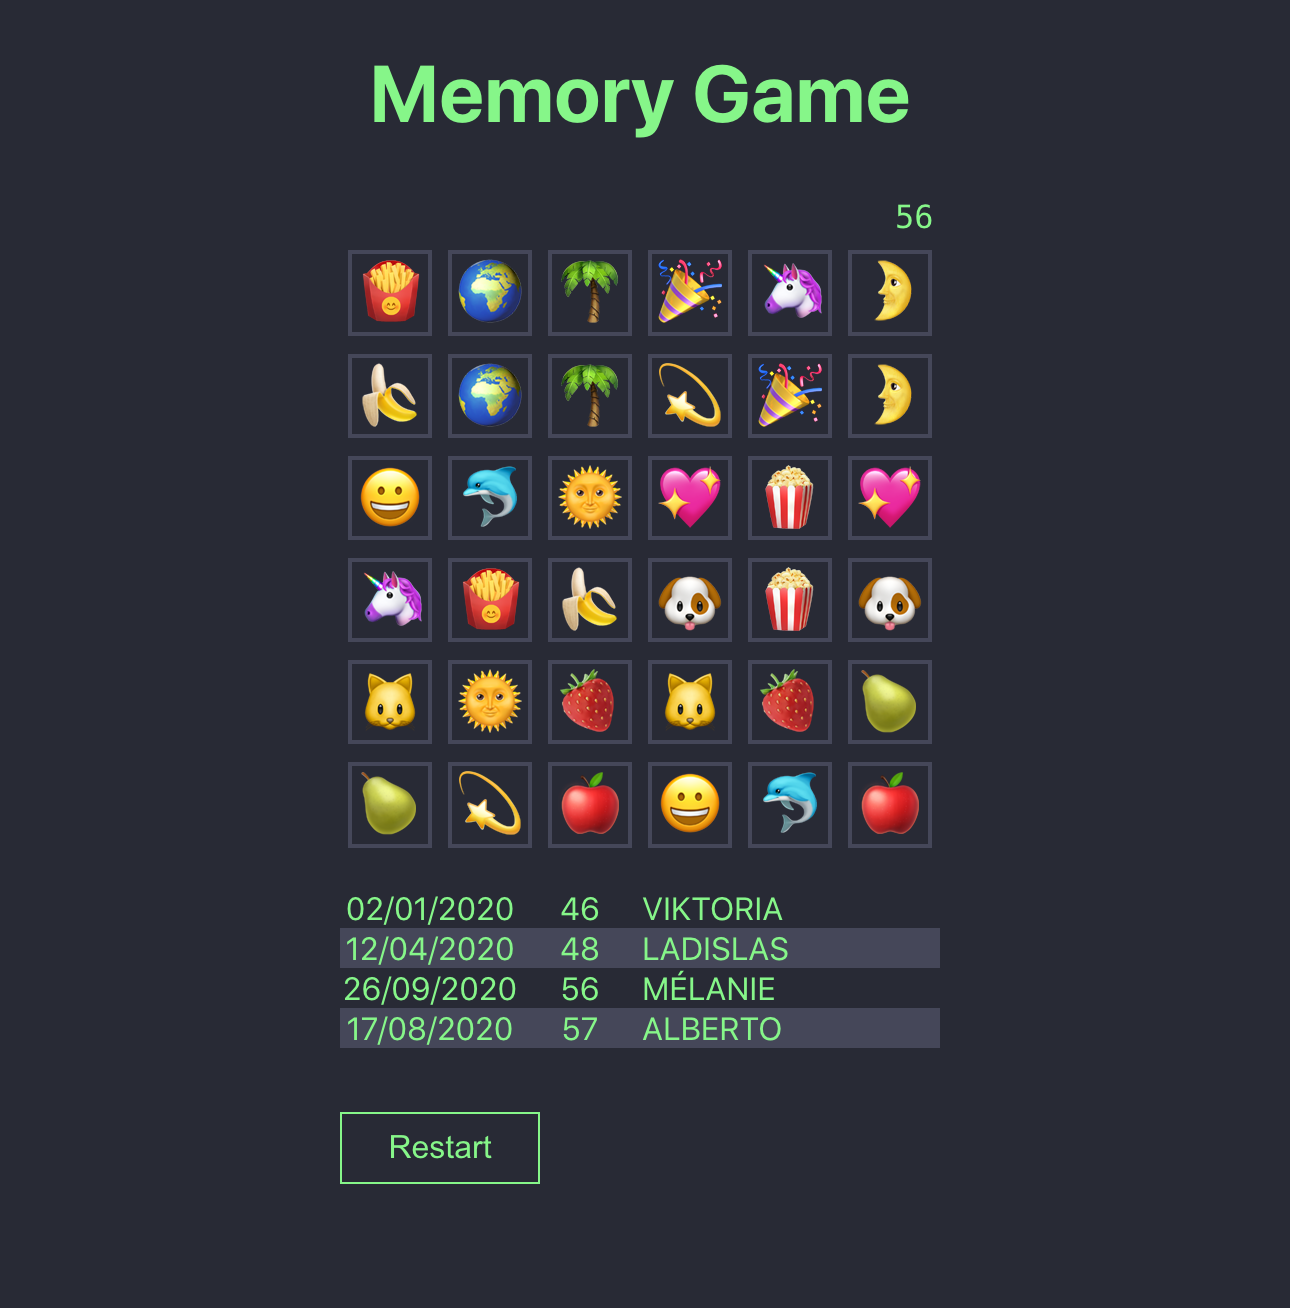 Memory Game
56
02/01/2020 46 VIKTORIA
12/04/2020 48 LADISLAS
26/09/2020 56 MÉLANIE
17/08/2020 57 ALBERTO
Restart